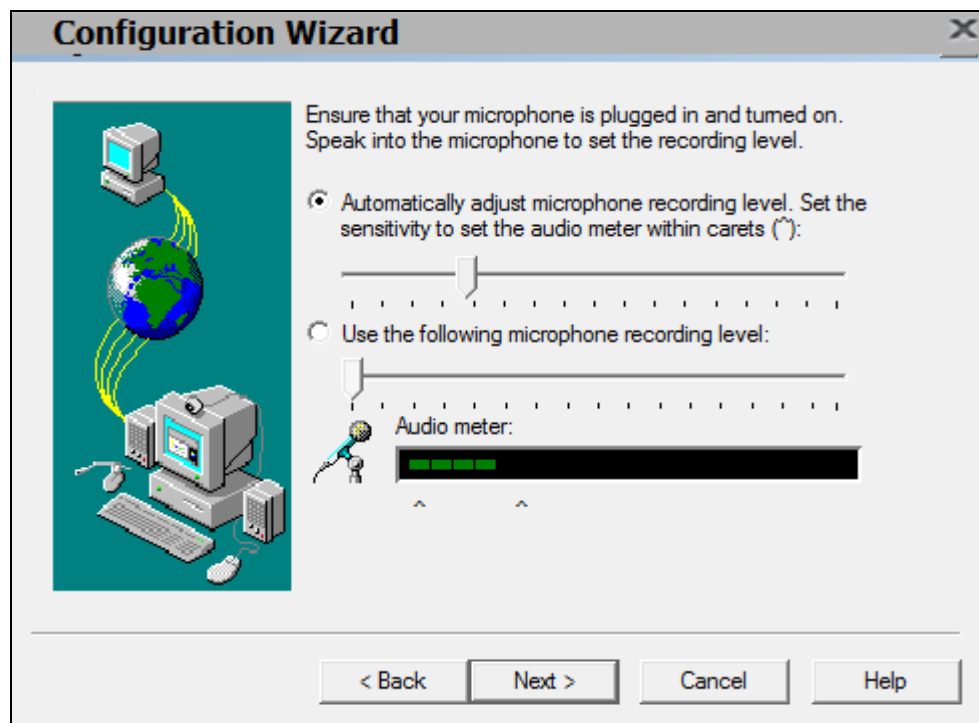 Configuration Wizard
Ensure that your microphone is plugged in and turned on.
Speak into the microphone to set the recording level.
Automatically adjust microphone recording level. Set the
sensitivity to set the audio meter within carets (^):
Use the following microphone recording level:
Audio meter:
^ ^
< Back
Next >
Cancel
Help